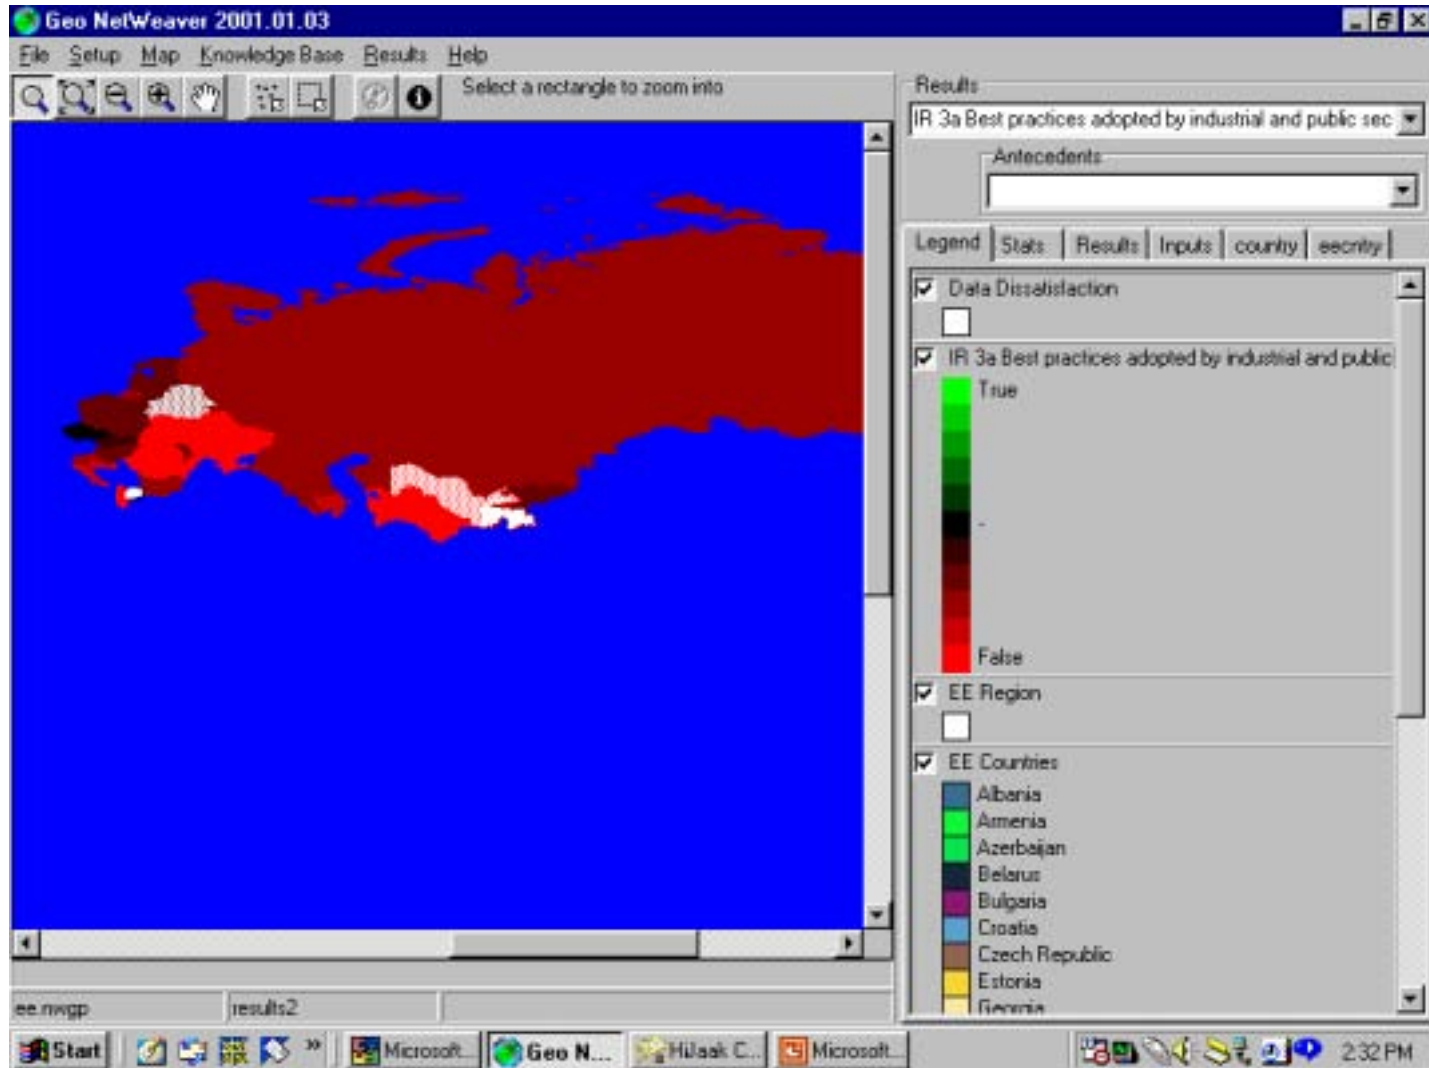 Geo NetWeaver 2001.01.03
File Setup Map Knowledge Base Results Help
Select a rectangle to zoom into
Results
IR 3a Best practices adopted by industrial and public sec
Antecedents
Legend Stats Results Inputs country eecntry
Data Dissatisfaction
IR 3a Best practices adopted by industrial and public
True
-
False
EE Region
EE Countries
Albania
Armenia
Azerbaijan
Belarus
Bulgaria
Croatia
Czech Republic
Estonia
Georgia
ee.nwgp results2
Start » Microsoft... Geo N... HiJaak C... Microsoft... 2:32 PM